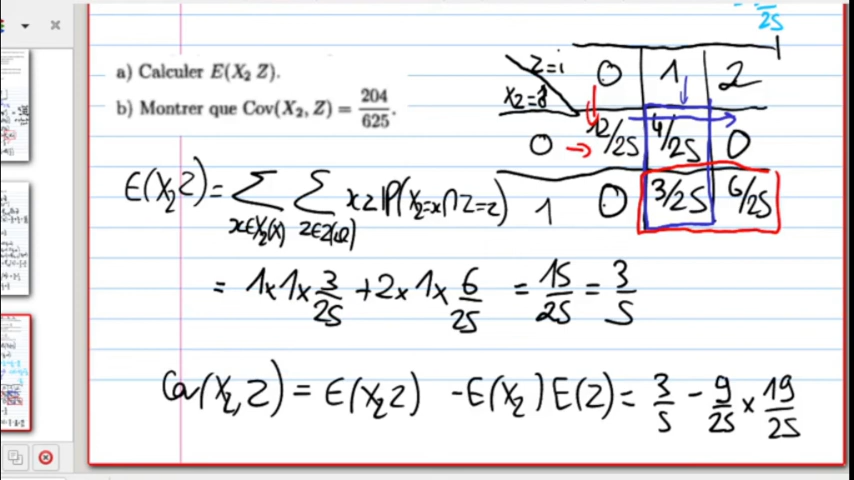 25
a) Calculer E(X₂ Z).
b) Montrer que Cov(X₂, Z) = 204/625.
Z=i 0 1 2
X₂=j
0 → 12/25 4/25 0
1 0 3/25 6/25
E(X₂Z) = ∑ ∑ xz P(X₂=x ∩ Z=z)
x∈X₂(Ω) z∈Z(Ω)
= 1×1×3/25 + 2×1×6/25 = 15/25 = 3/5
Cov(X₂,Z) = E(X₂Z) - E(X₂)E(Z) = 3/5 - 9/25 × 19/25